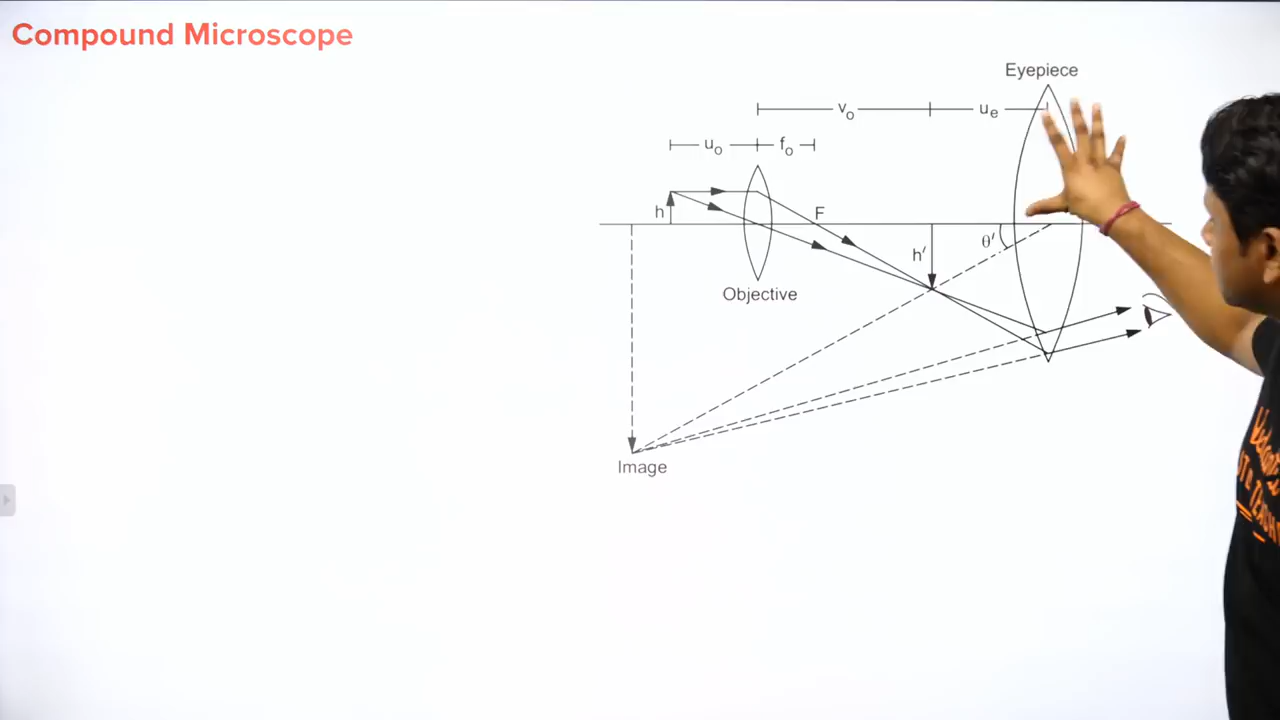 Compound Microscope
Eyepiece
v₀ uₑ
u₀ f₀
h F
h′ θ′
Objective
Image